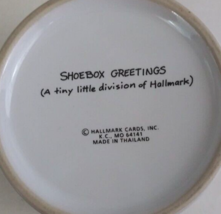 SHOEBOX GREETINGS
(A tiny little division of Hallmark)
© HALLMARK CARDS, INC.
K.C., MO 64141
MADE IN THAILAND